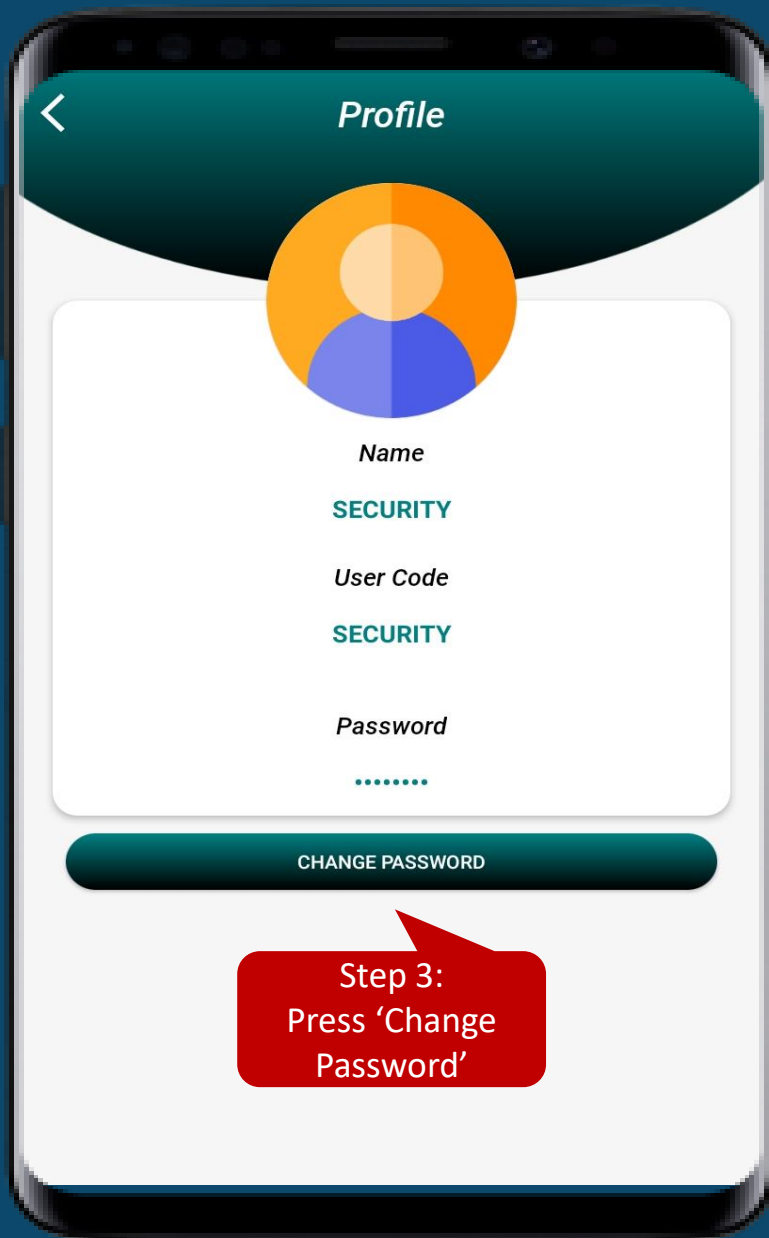 Profile
Name
SECURITY
User Code
SECURITY
Password
••••••••
CHANGE PASSWORD
Step 3:
Press ‘Change
Password’